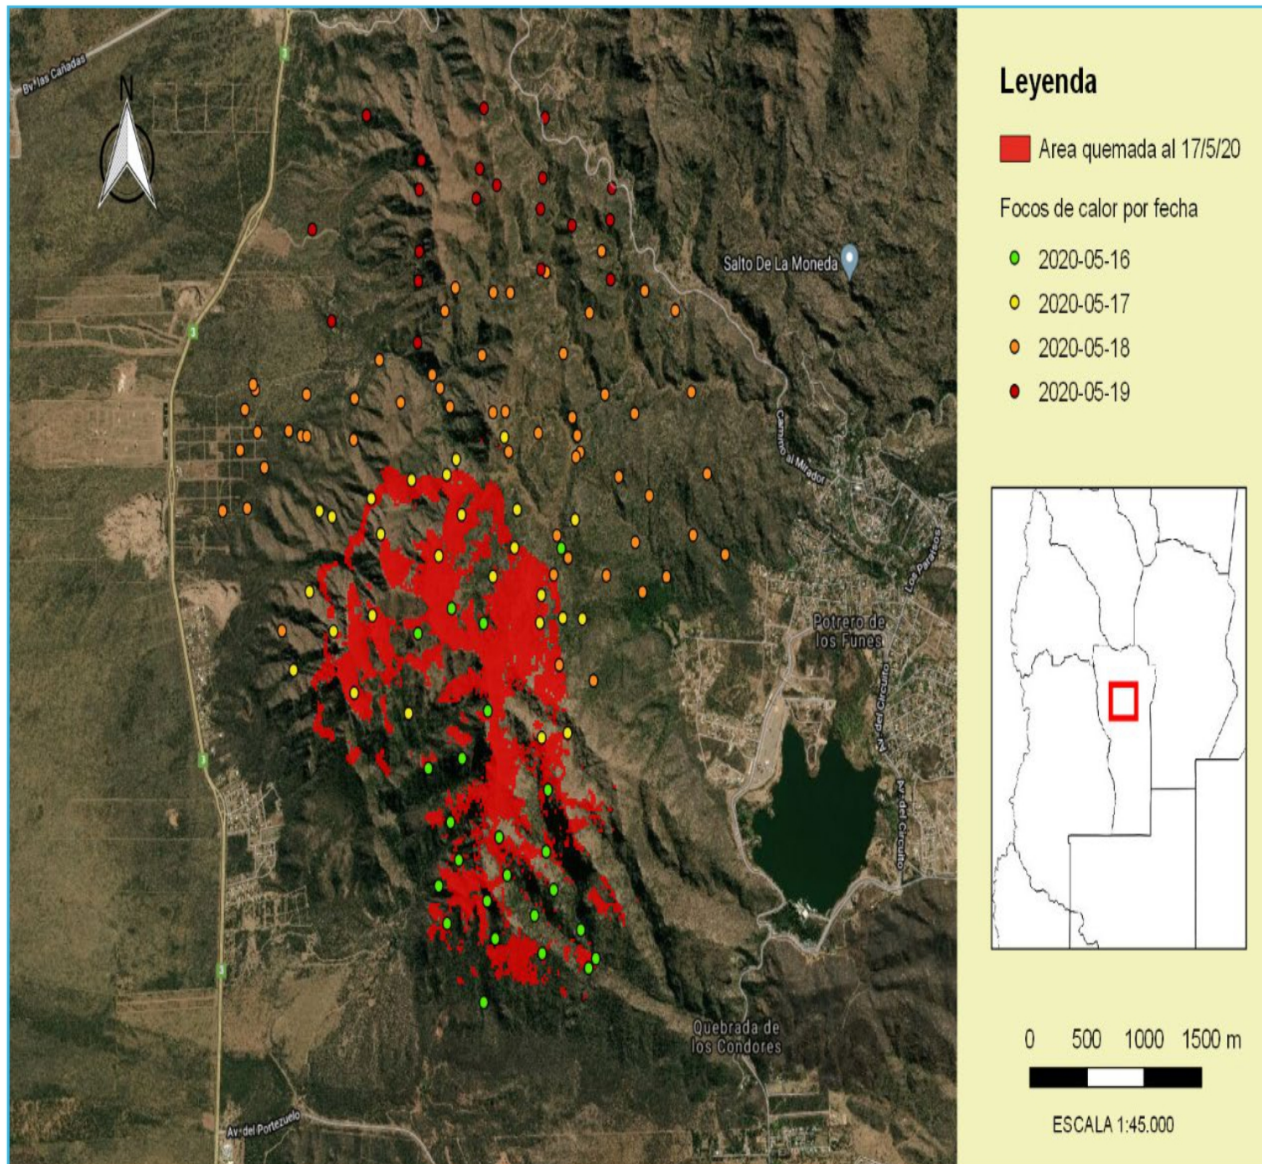 Bv. las Cañadas
3
N
Salto De La Moneda
3
Camino al Mirador
Los Paraísos
Potrero de
los Funes
Av. del Circuito
3
Av. del Circuito
3
Quebrada de
los Condores
Av. del Portezuelo
Leyenda
Area quemada al 17/5/20
Focos de calor por fecha
2020-05-16
2020-05-17
2020-05-18
2020-05-19
0 500 1000 1500 m
ESCALA 1:45.000